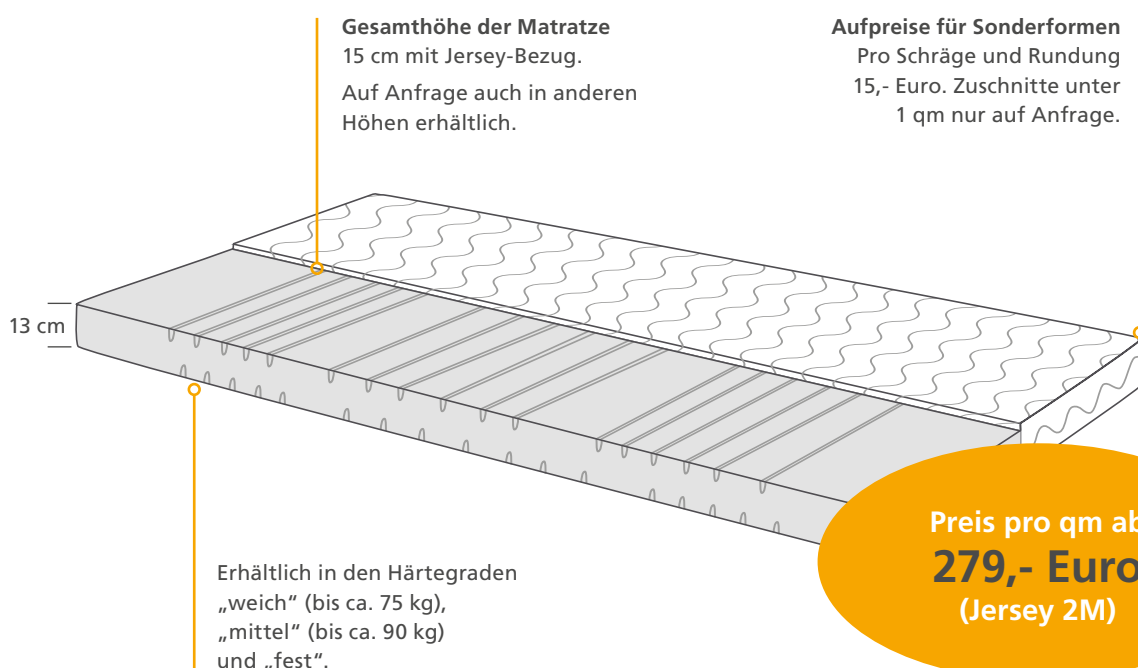 Gesamthöhe der Matratze
15 cm mit Jersey-Bezug.
Auf Anfrage auch in anderen
Höhen erhältlich.
Aufpreise für Sonderformen
Pro Schräge und Rundung
15,- Euro. Zuschnitte unter
1 qm nur auf Anfrage.
13 cm
Erhältlich in den Härtegraden
„weich“ (bis ca. 75 kg),
„mittel“ (bis ca. 90 kg)
und „fest“.
Preis pro qm ab
279,- Euro
(Jersey 2M)